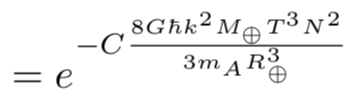 $= e^{-C\frac{8G\hbar k^2 M_\oplus T^3 N^2}{3m_A R_\oplus^3}}$